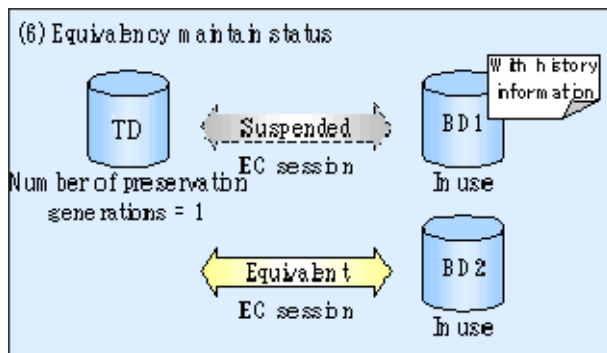 (6) Equivalency maintain status
With history
information
TD
Suspended
BD1
EC session
In use
Number of preservation
generations = 1
Equivalent
BD2
EC session
In use